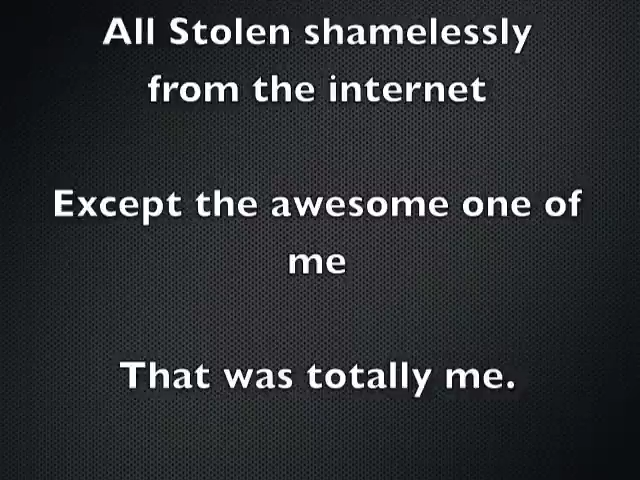 All Stolen shamelessly
from the internet
Except the awesome one of
me
That was totally me.